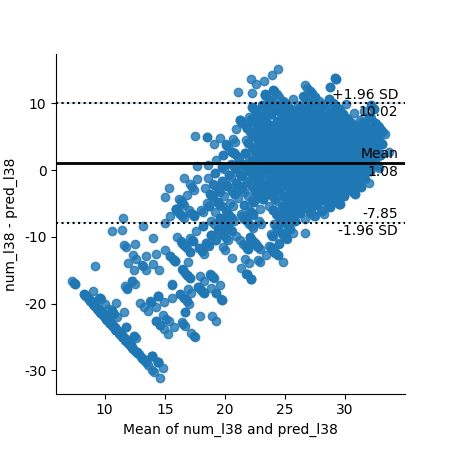 +1.96 SD
10.02
Mean
1.08
-7.85
-1.96 SD
10
0
-10
-20
-30
10 15 20 25 30
num_l38 - pred_l38
Mean of num_l38 and pred_l38